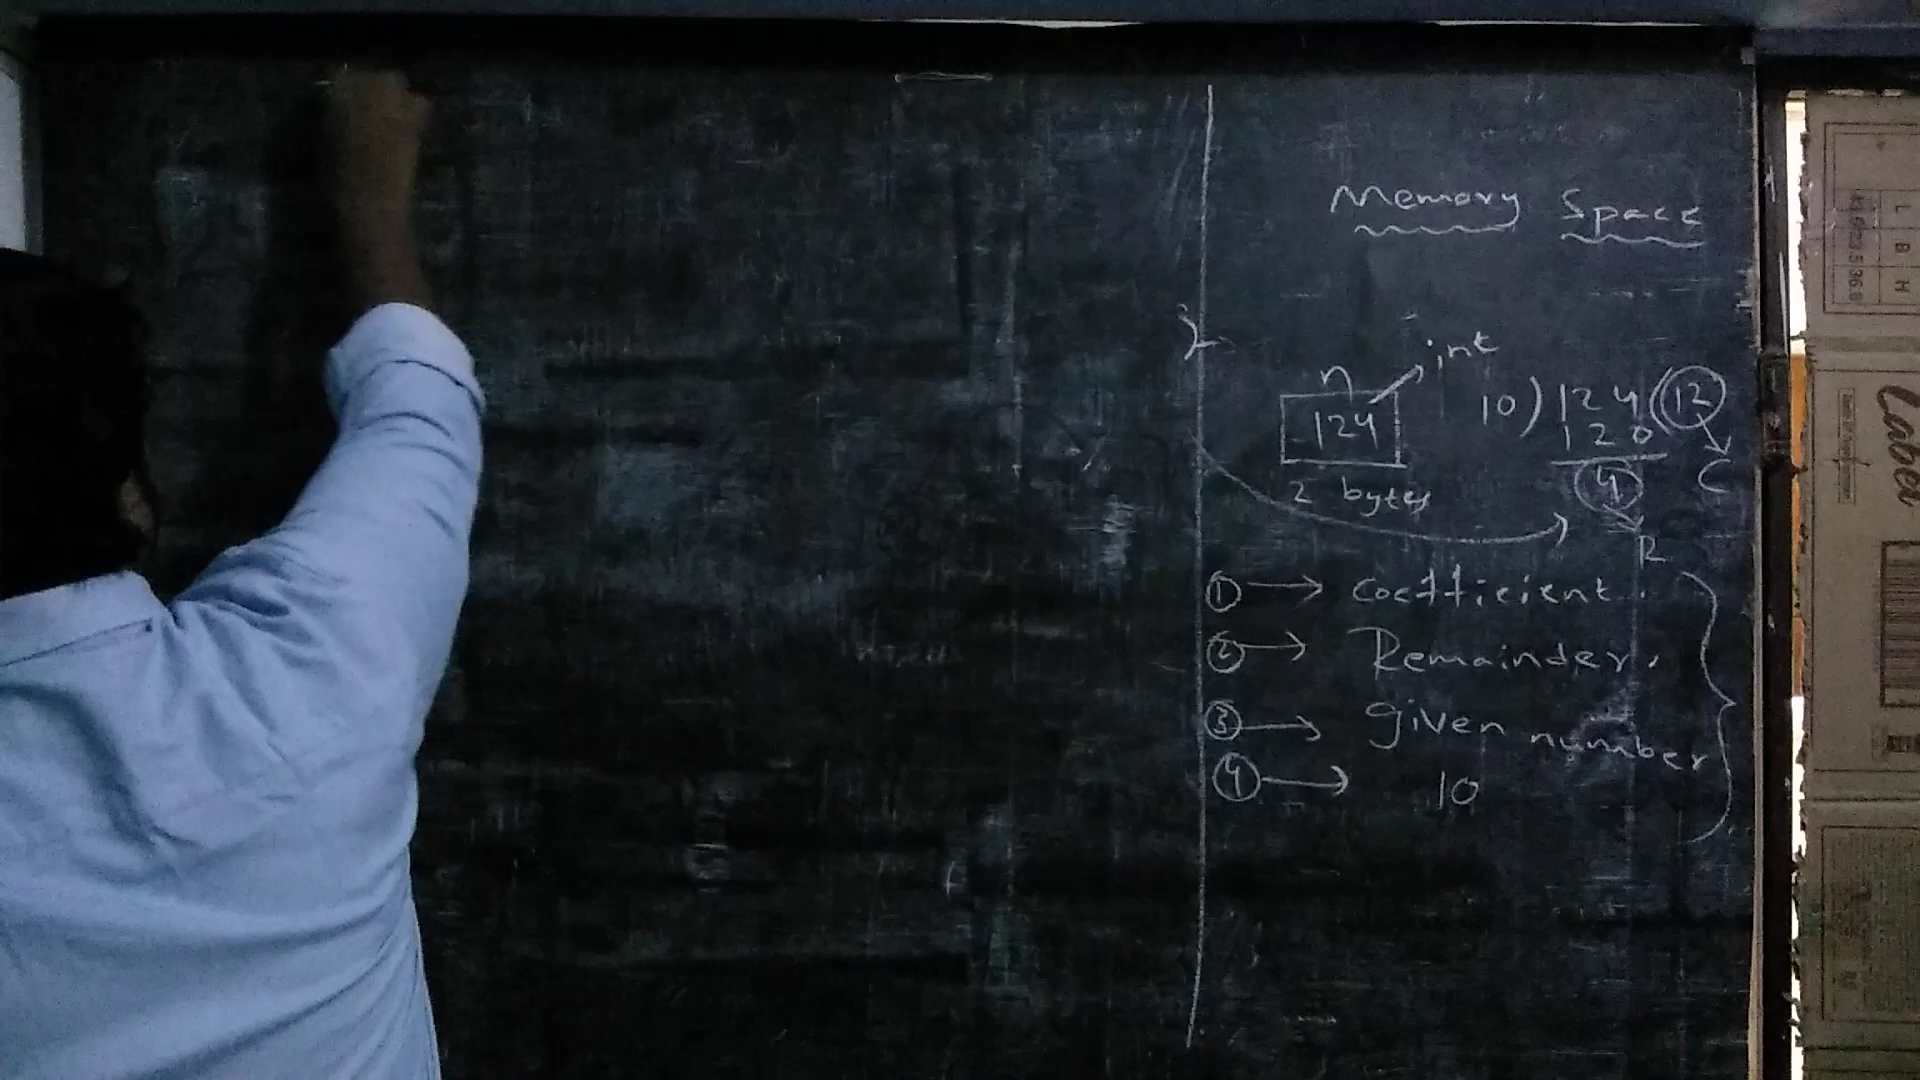 Memory Space
int
n
124
2 bytes
10) 124 (12
120
4
C
R
① → Coefficient.
② → Remainder.
③ → given number
④ → 10
L B H
Label